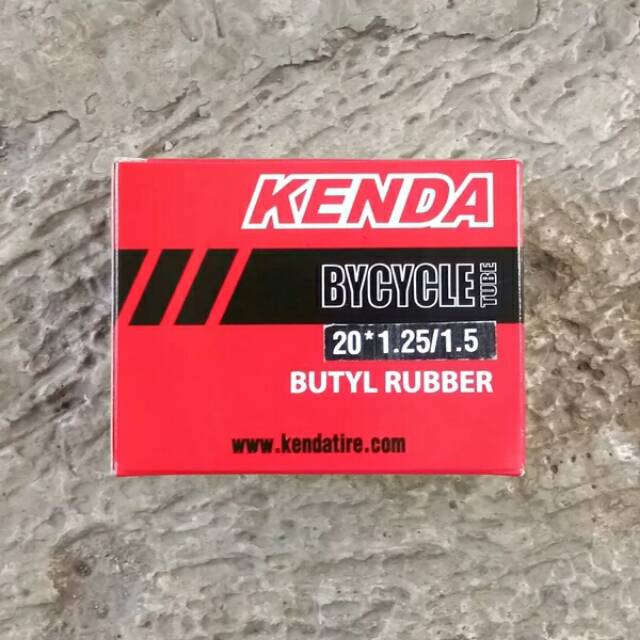 KENDA
BYCYCLE TUBE
20*1.25/1.5
BUTYL RUBBER
www.kendatire.com